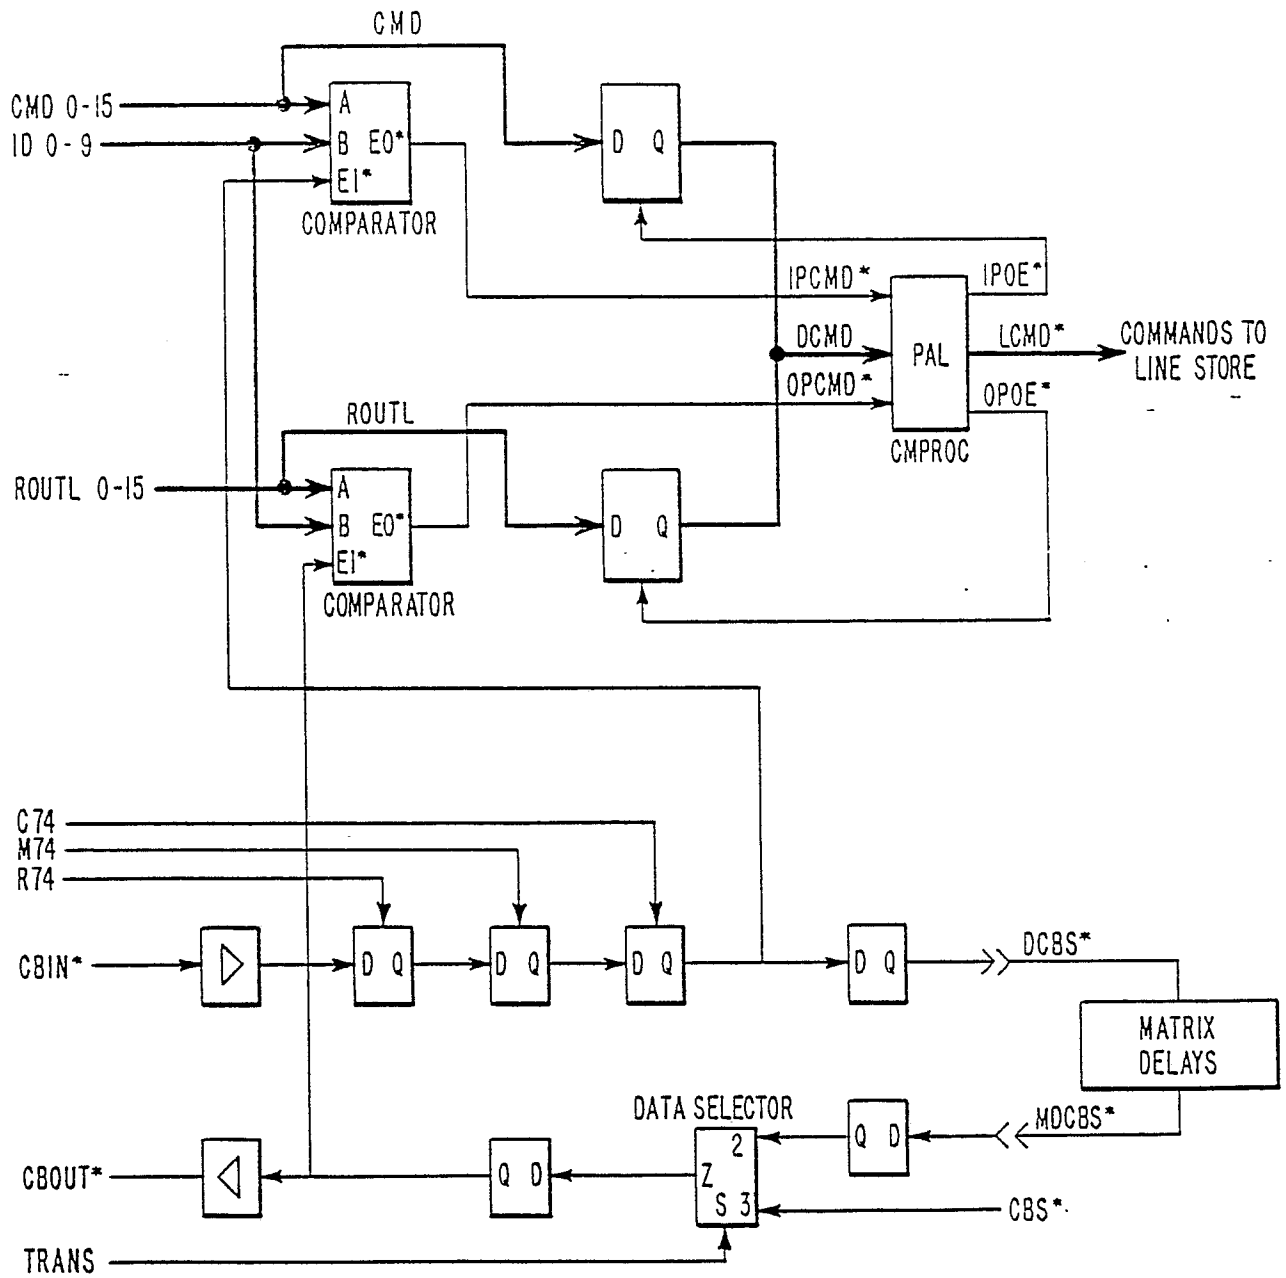 CMD
CMD 0-15
A
ID 0-9
B EO*
D Q
EI*
COMPARATOR
IPCMD*
IPOE*
DCMD
PAL
LCMD*
COMMANDS TO
LINE STORE
OPCMD*
OPOE*
CMPROC
ROUTL
ROUTL 0-15
A
B EO*
D Q
EI*
COMPARATOR
C74
M74
R74
CBIN*
D Q
D Q
D Q
D Q
DCBS*
MATRIX
DELAYS
DATA SELECTOR
MDCBS*
Q D
2
CBOUT*
Q D
Z
S 3
CBS*
TRANS